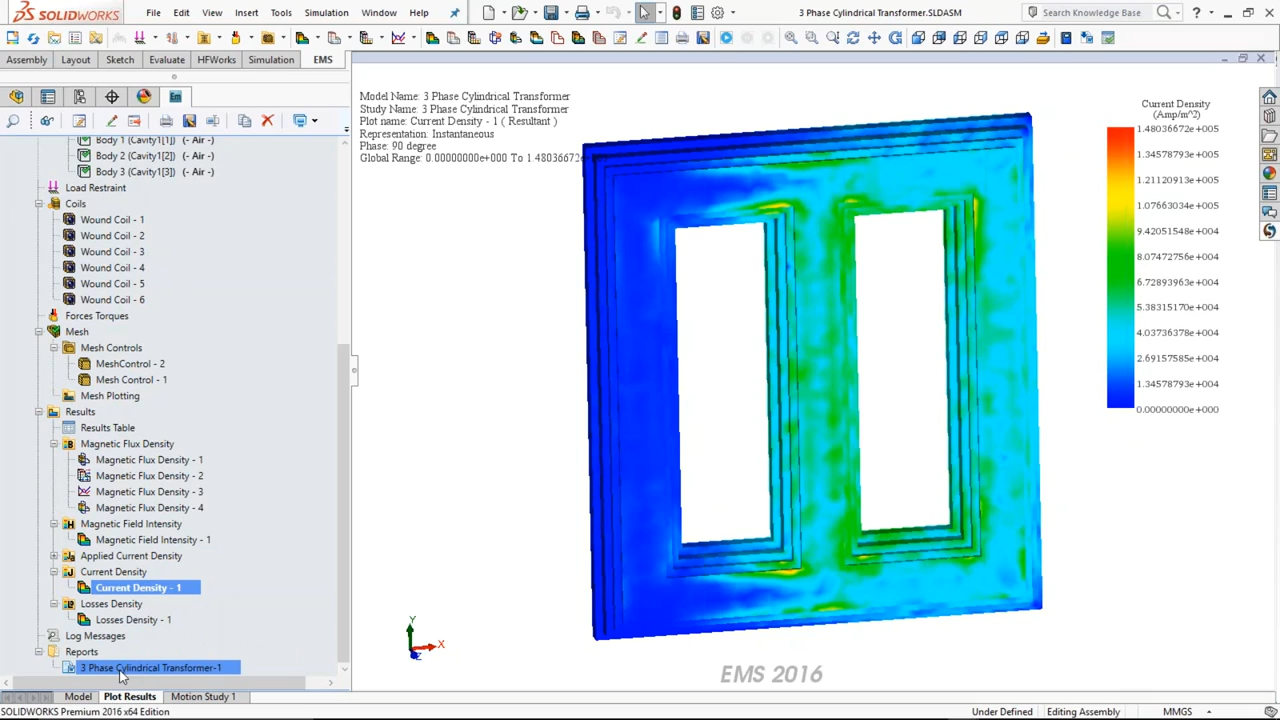 SOLIDWORKS File Edit View Insert Tools Simulation Window Help 3 Phase Cylindrical Transformer.SLDASM Search Knowledge Base ?
Assembly Layout Sketch Evaluate HFWorks Simulation EMS
Body 1 (Cavity1[1]) (- Air -)
Body 2 (Cavity1[2]) (- Air -)
Body 3 (Cavity1[3]) (- Air -)
Load Restraint
Coils
Wound Coil - 1
Wound Coil - 2
Wound Coil - 3
Wound Coil - 4
Wound Coil - 5
Wound Coil - 6
Forces Torques
Mesh
Mesh Controls
MeshControl - 2
Mesh Control - 1
Mesh Plotting
Results
Results Table
Magnetic Flux Density
Magnetic Flux Density - 1
Magnetic Flux Density - 2
Magnetic Flux Density - 3
Magnetic Flux Density - 4
Magnetic Field Intensity
Magnetic Field Intensity - 1
Applied Current Density
Current Density
Current Density - 1
Losses Density
Losses Density - 1
Log Messages
Reports
3 Phase Cylindrical Transformer-1
Model Name: 3 Phase Cylindrical Transformer
Study Name: 3 Phase Cylindrical Transformer
Plot name: Current Density - 1 ( Resultant )
Representation: Instantaneous
Phase: 90 degree
Global Range: 0.00000000e+000 To 1.48036672e
Current Density
(Amp/m^2)
1.48036672e+005
1.34578793e+005
1.21120913e+005
1.07663034e+005
9.42051548e+004
8.07472756e+004
6.72893963e+004
5.38315170e+004
4.03736378e+004
2.69157585e+004
1.34578793e+004
0.00000000e+000
Y
X
Z
EMS 2016
Model Plot Results Motion Study 1
SOLIDWORKS Premium 2016 x64 Edition Under Defined Editing Assembly MMGS